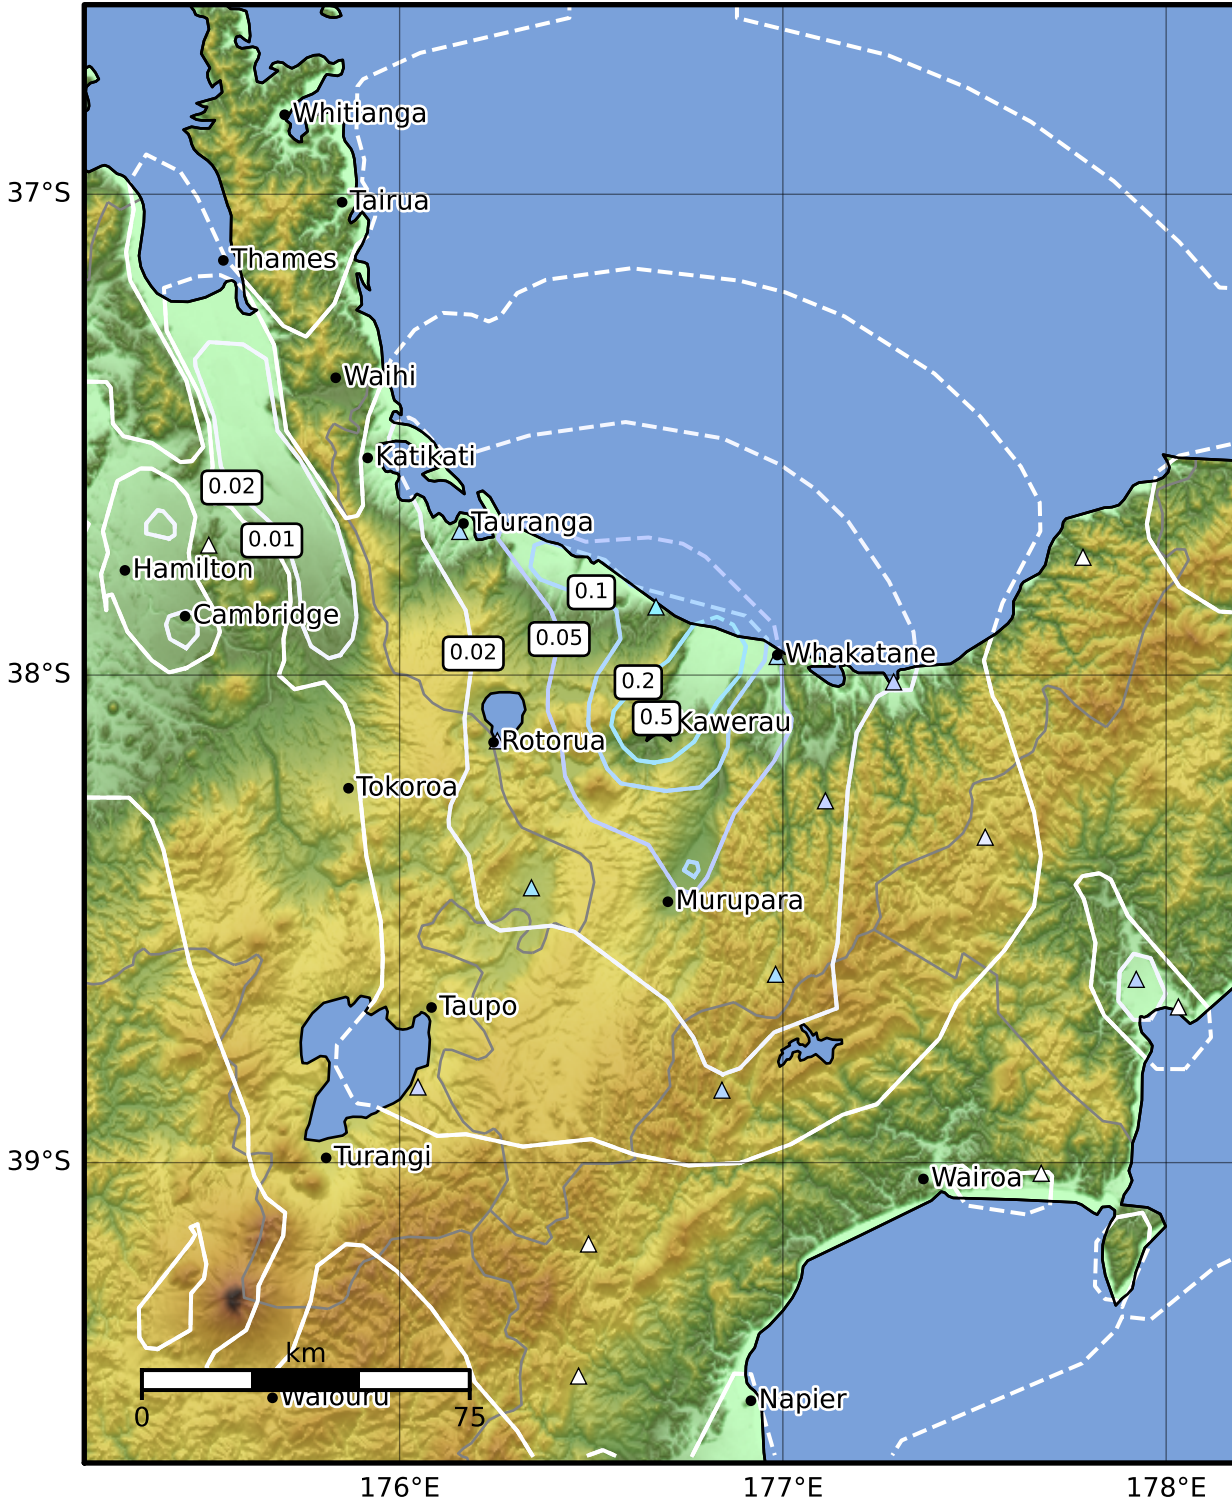 Whitianga
37°S
Tairua
Thames
Waihi
Katikati
0.02
Tauranga
0.01
Hamilton
0.1
Cambridge
0.05
0.02
Whakatane
38°S
0.2
0.5
Kawerau
Rotorua
Tokoroa
Murupara
Taupo
Turangi
39°S
Wairoa
km
Waiouru
Napier
0
75
176°E
177°E
178°E